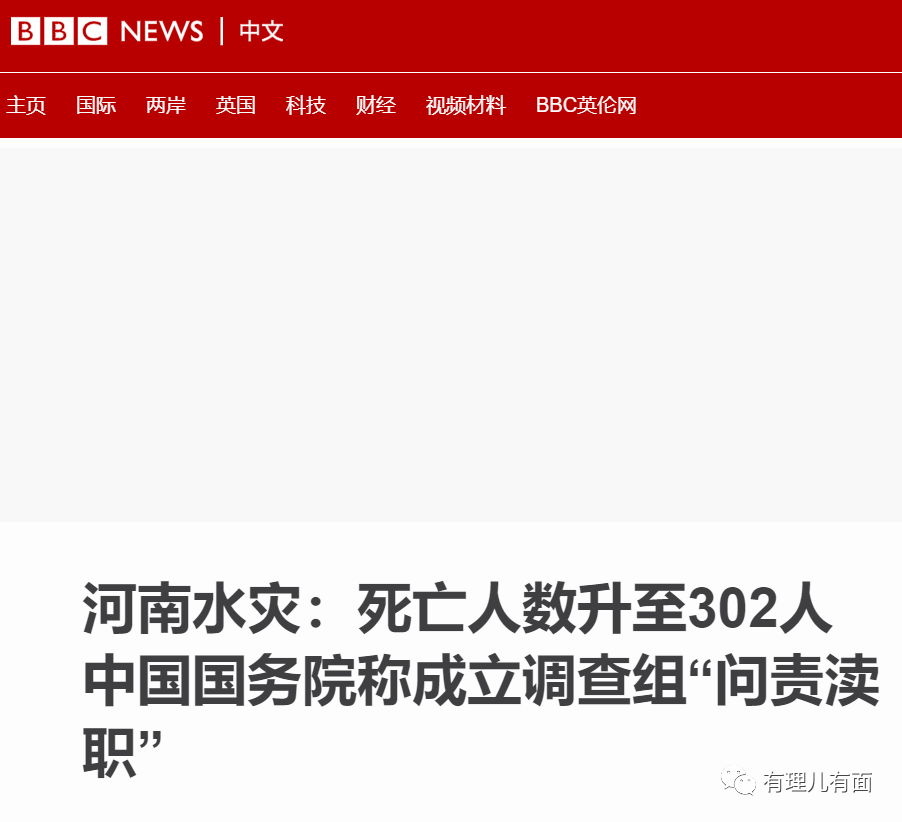 BBC NEWS | 中文
主页 国际 两岸 英国 科技 财经 视频材料 BBC英伦网
河南水灾：死亡人数升至302人
中国国务院称成立调查组“问责渎
职”
有理儿有面